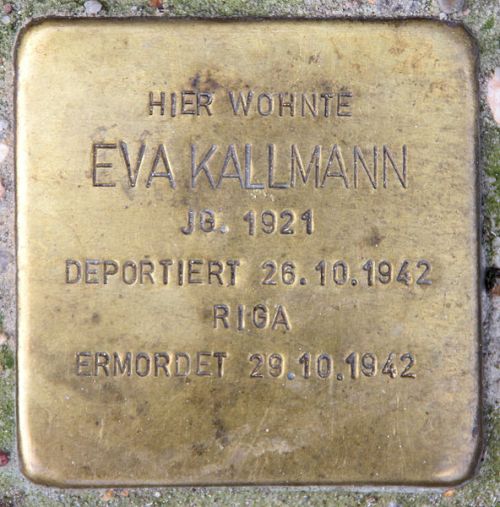 HIER WOHNTE
EVA KALLMANN
JG. 1921
DEPORTIERT 26.10.1942
RIGA
ERMORDET 29.10.1942